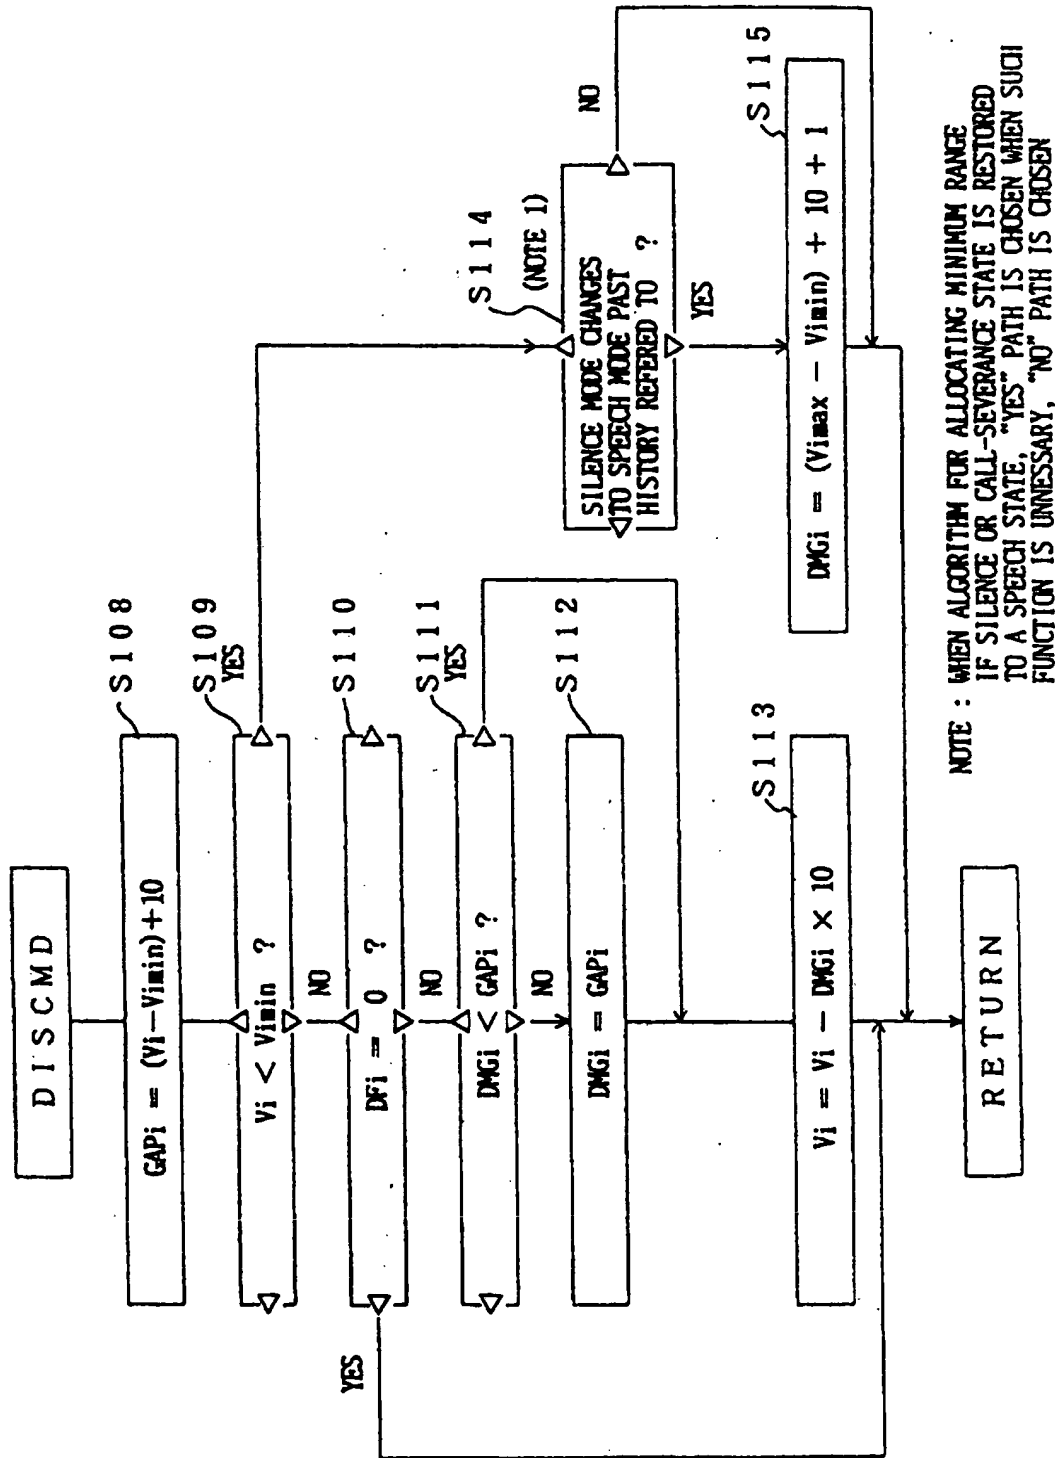 DISCMD
S108
GAPi = (Vi-Vimin)+10
S109
YES
Vi < Vimin ?
NO
S110
DFi = 0 ?
YES
NO
S111
YES
DMGi < GAPi ?
NO
S112
DMGi = GAPi
S113
Vi = Vi - DMGi × 10
RETURN
S114
(NOTE 1)
SILENCE MODE CHANGES
TO SPEECH MODE PAST
HISTORY REFERED TO ?
NO
YES
S115
DMGi = (Vimax - Vimin) + 10 + 1
NOTE : WHEN ALGORITHM FOR ALLOCATING MINIMUM RANGE
IF SILENCE OR CALL-SEVERANCE STATE IS RESTORED
TO A SPEECH STATE, "YES" PATH IS CHOSEN WHEN SUCH
FUNCTION IS UNNESSARY, "NO" PATH IS CHOSEN